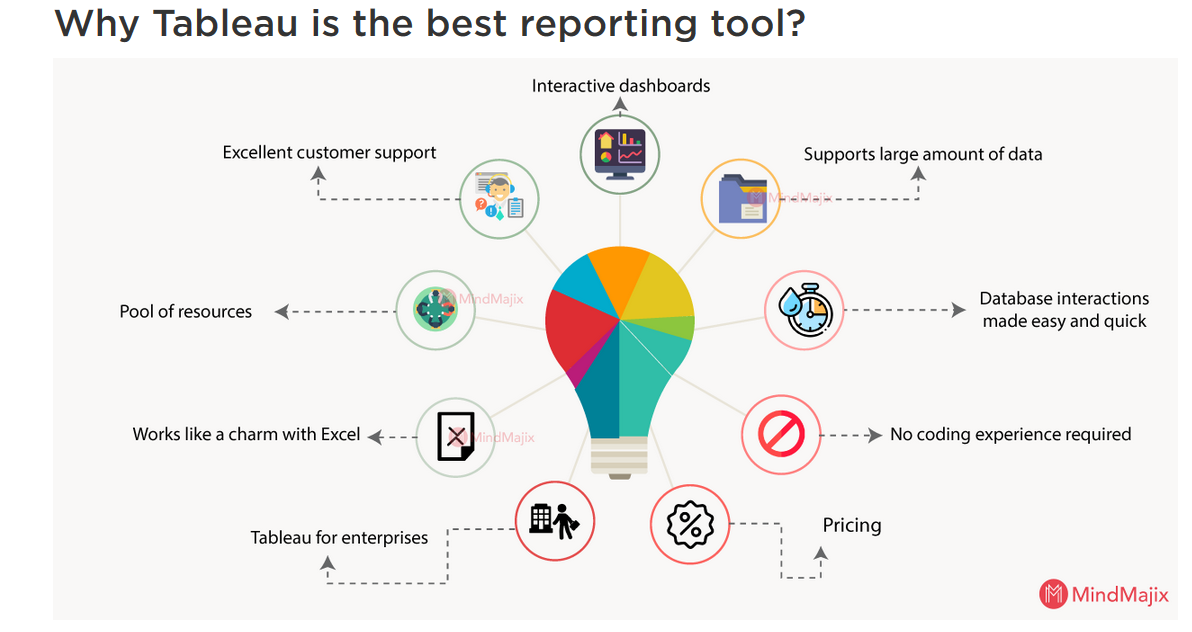 Why Tableau is the best reporting tool?
Interactive dashboards
Excellent customer support
Supports large amount of data
MindMajix
Pool of resources
MindMajix
Database interactions
made easy and quick
Works like a charm with Excel
MindMajix
No coding experience required
Tableau for enterprises
Pricing
MindMajix